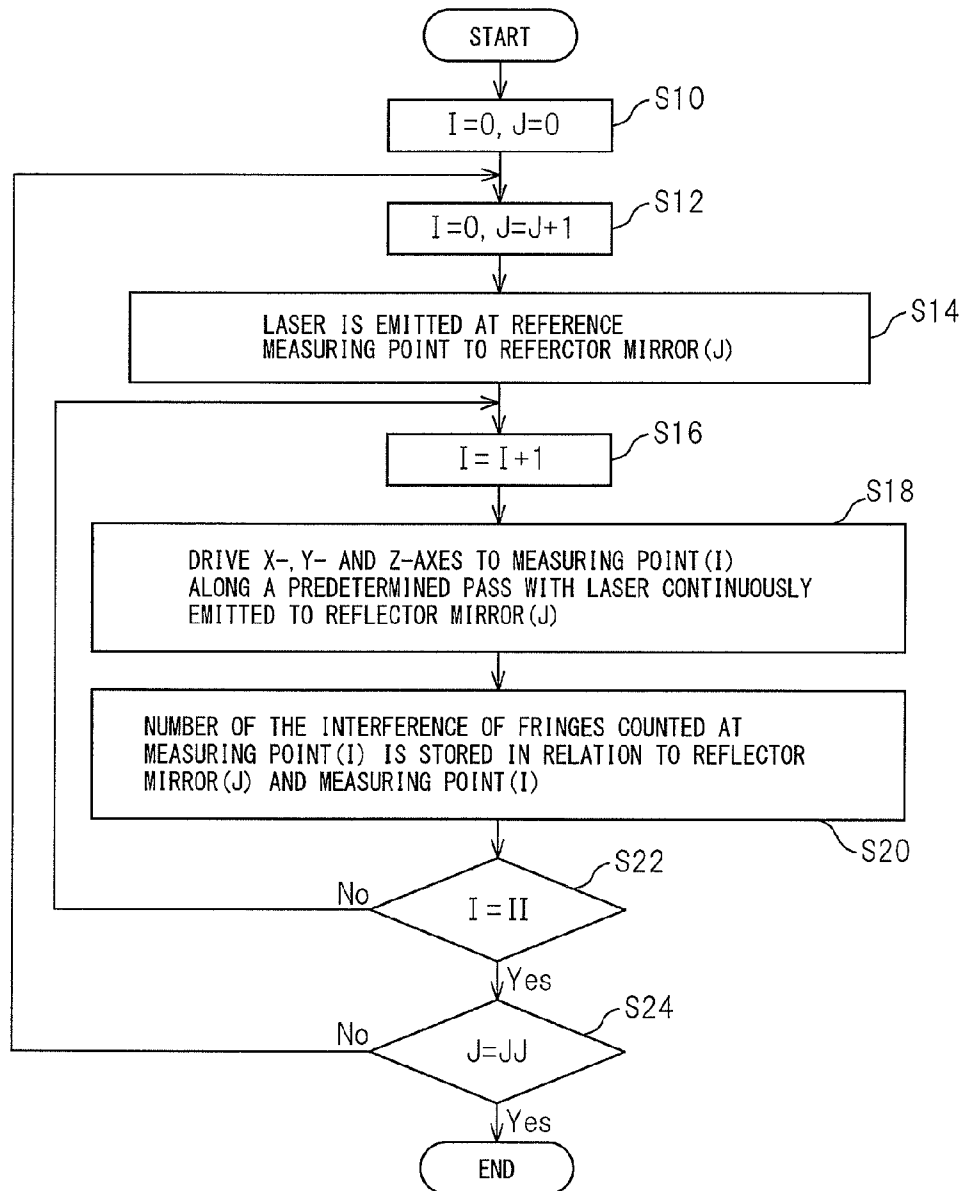 START
I=0, J=0
S10
I=0, J=J+1
S12
LASER IS EMITTED AT REFERENCE
MEASURING POINT TO REFERCTOR MIRROR(J)
S14
I=I+1
S16
S18
DRIVE X-, Y- AND Z-AXES TO MEASURING POINT(I)
ALONG A PREDETERMINED PASS WITH LASER CONTINUOUSLY
EMITTED TO REFLECTOR MIRROR(J)
NUMBER OF THE INTERFERENCE OF FRINGES COUNTED AT
MEASURING POINT(I) IS STORED IN RELATION TO REFLECTOR
MIRROR(J) AND MEASURING POINT(I)
S20
S22
No
I=II
Yes
S24
No
J=JJ
Yes
END